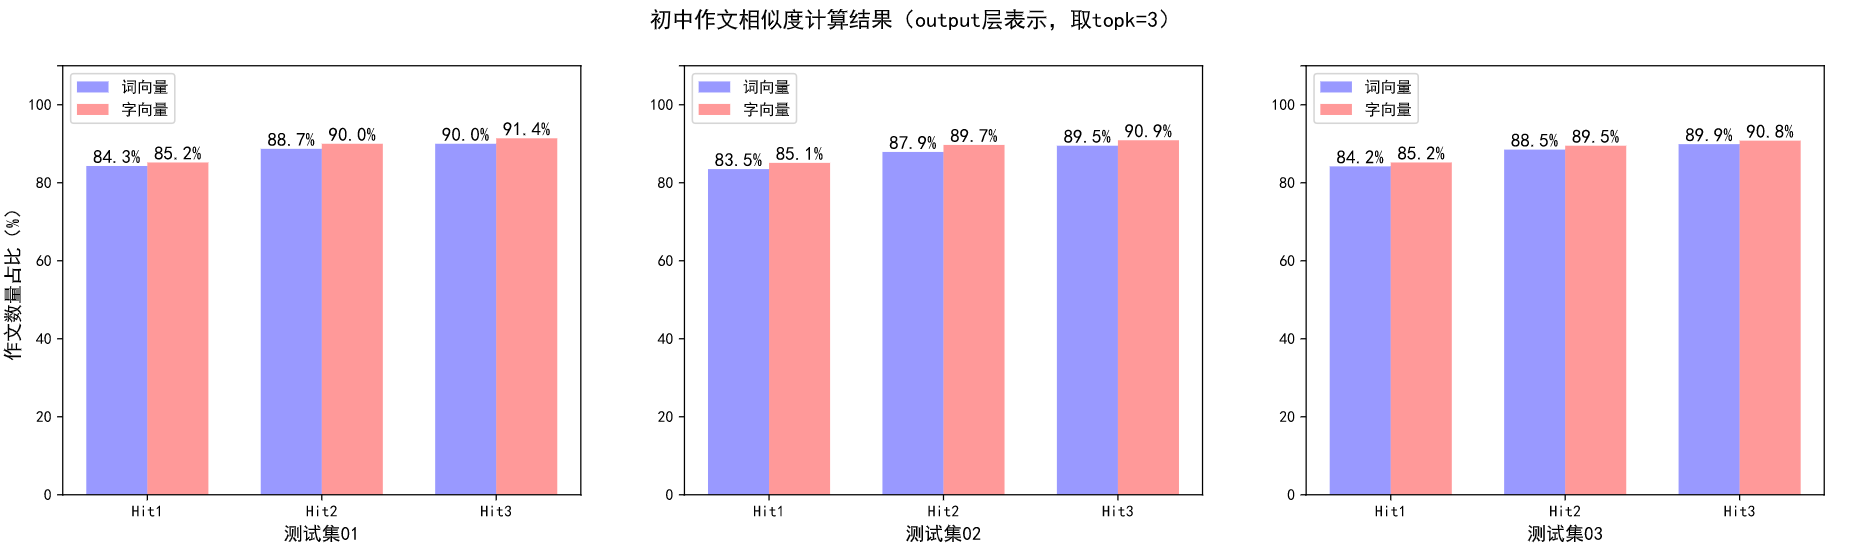 初中作文相似度计算结果（output层表示，取topk=3）
作文数量占比（%）
词向量
字向量
100
80
60
40
20
0
84.3% 85.2% 88.7% 90.0% 90.0% 91.4%
Hit1 Hit2 Hit3
测试集01
词向量
字向量
100
80
60
40
20
0
83.5% 85.1% 87.9% 89.7% 89.5% 90.9%
Hit1 Hit2 Hit3
测试集02
词向量
字向量
100
80
60
40
20
0
84.2% 85.2% 88.5% 89.5% 89.9% 90.8%
Hit1 Hit2 Hit3
测试集03